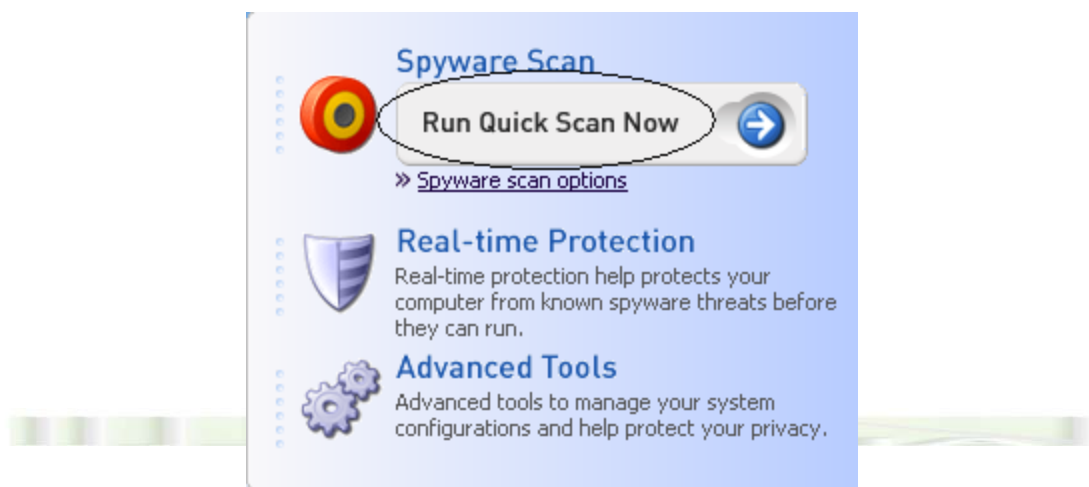 Spyware Scan
Run Quick Scan Now
» Spyware scan options
Real-time Protection
Real-time protection help protects your
computer from known spyware threats before
they can run.
Advanced Tools
Advanced tools to manage your system
configurations and help protect your privacy.